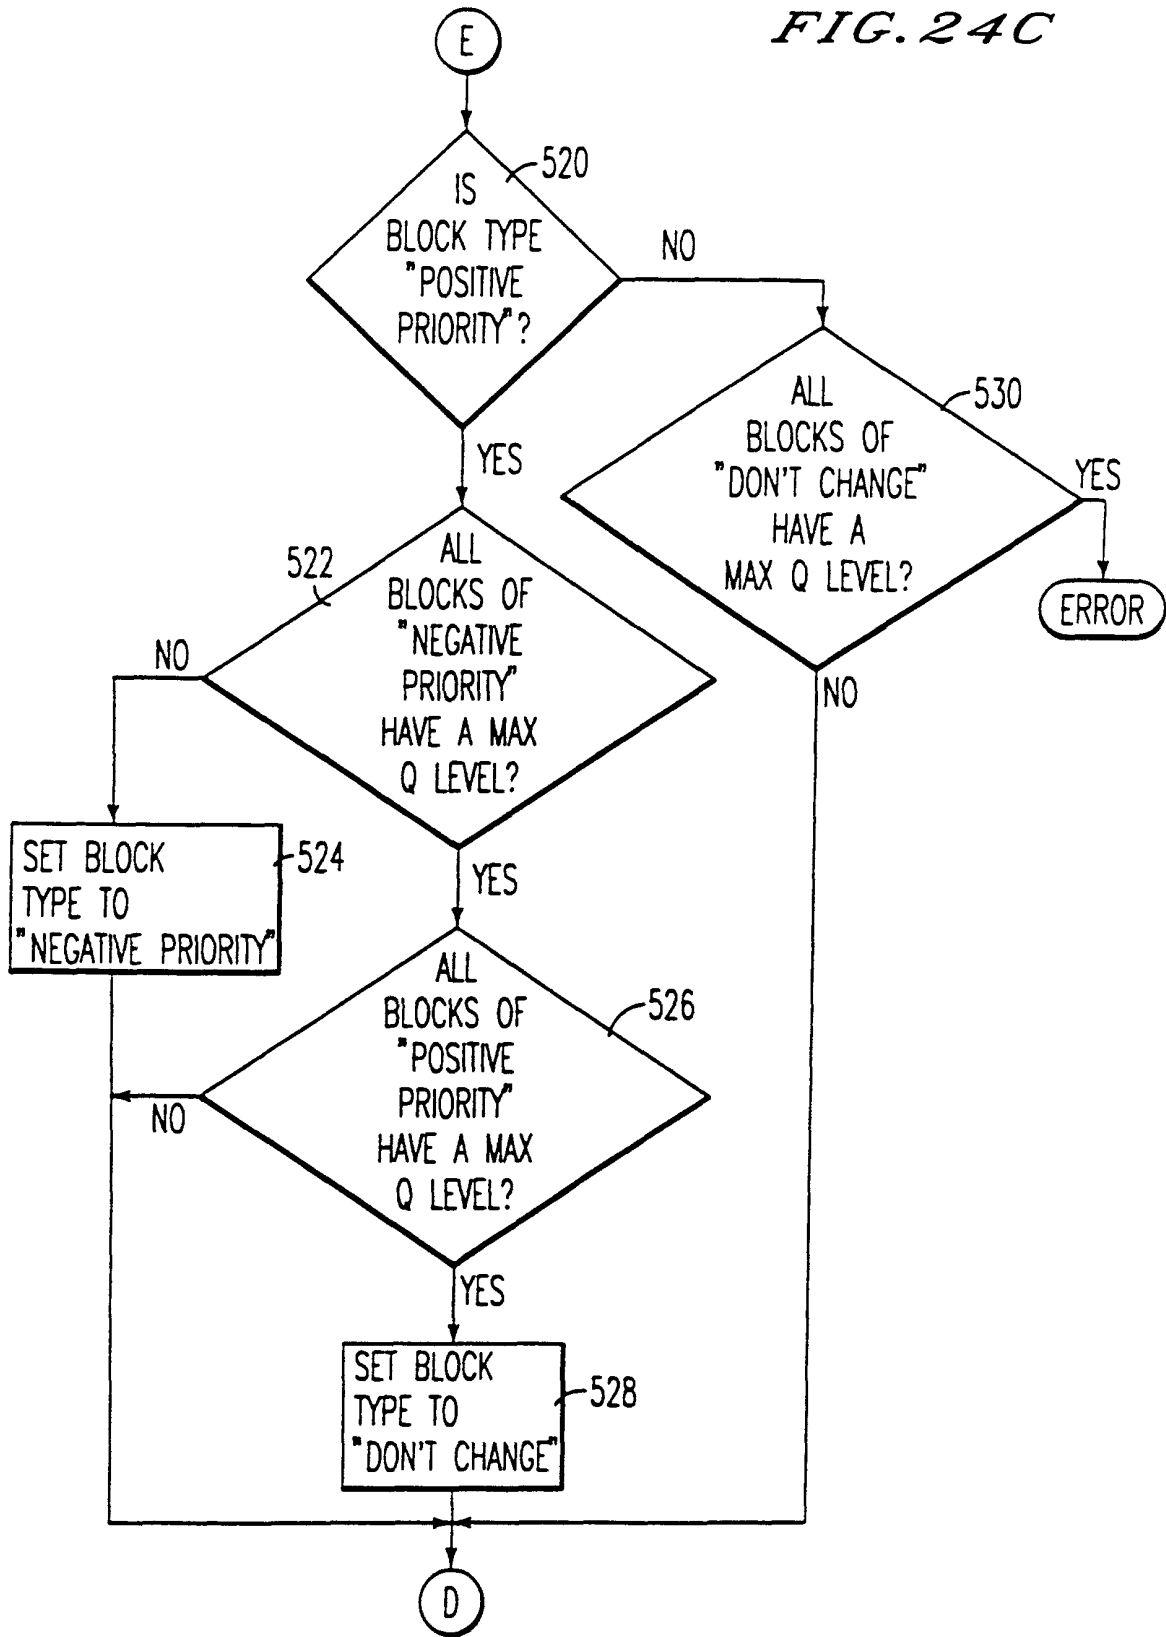 FIG. 24C
E
520
IS
BLOCK TYPE
"POSITIVE
PRIORITY"?
NO
YES
530
ALL
BLOCKS OF
"DON'T CHANGE"
HAVE A
MAX Q LEVEL?
YES
ERROR
NO
522
ALL
BLOCKS OF
"NEGATIVE
PRIORITY"
HAVE A MAX
Q LEVEL?
NO
YES
SET BLOCK
TYPE TO
"NEGATIVE PRIORITY"
524
ALL
BLOCKS OF
"POSITIVE
PRIORITY"
HAVE A MAX
Q LEVEL?
526
NO
YES
SET BLOCK
TYPE TO
"DON'T CHANGE"
528
D